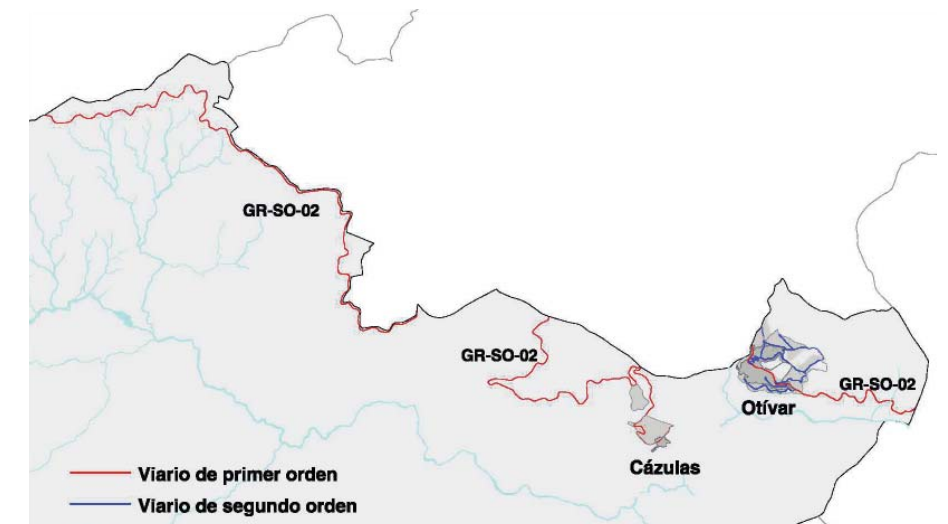 GR-SO-02
GR-SO-02
GR-SO-02
Otívar
Cázulas
Viario de primer orden
Viario de segundo orden